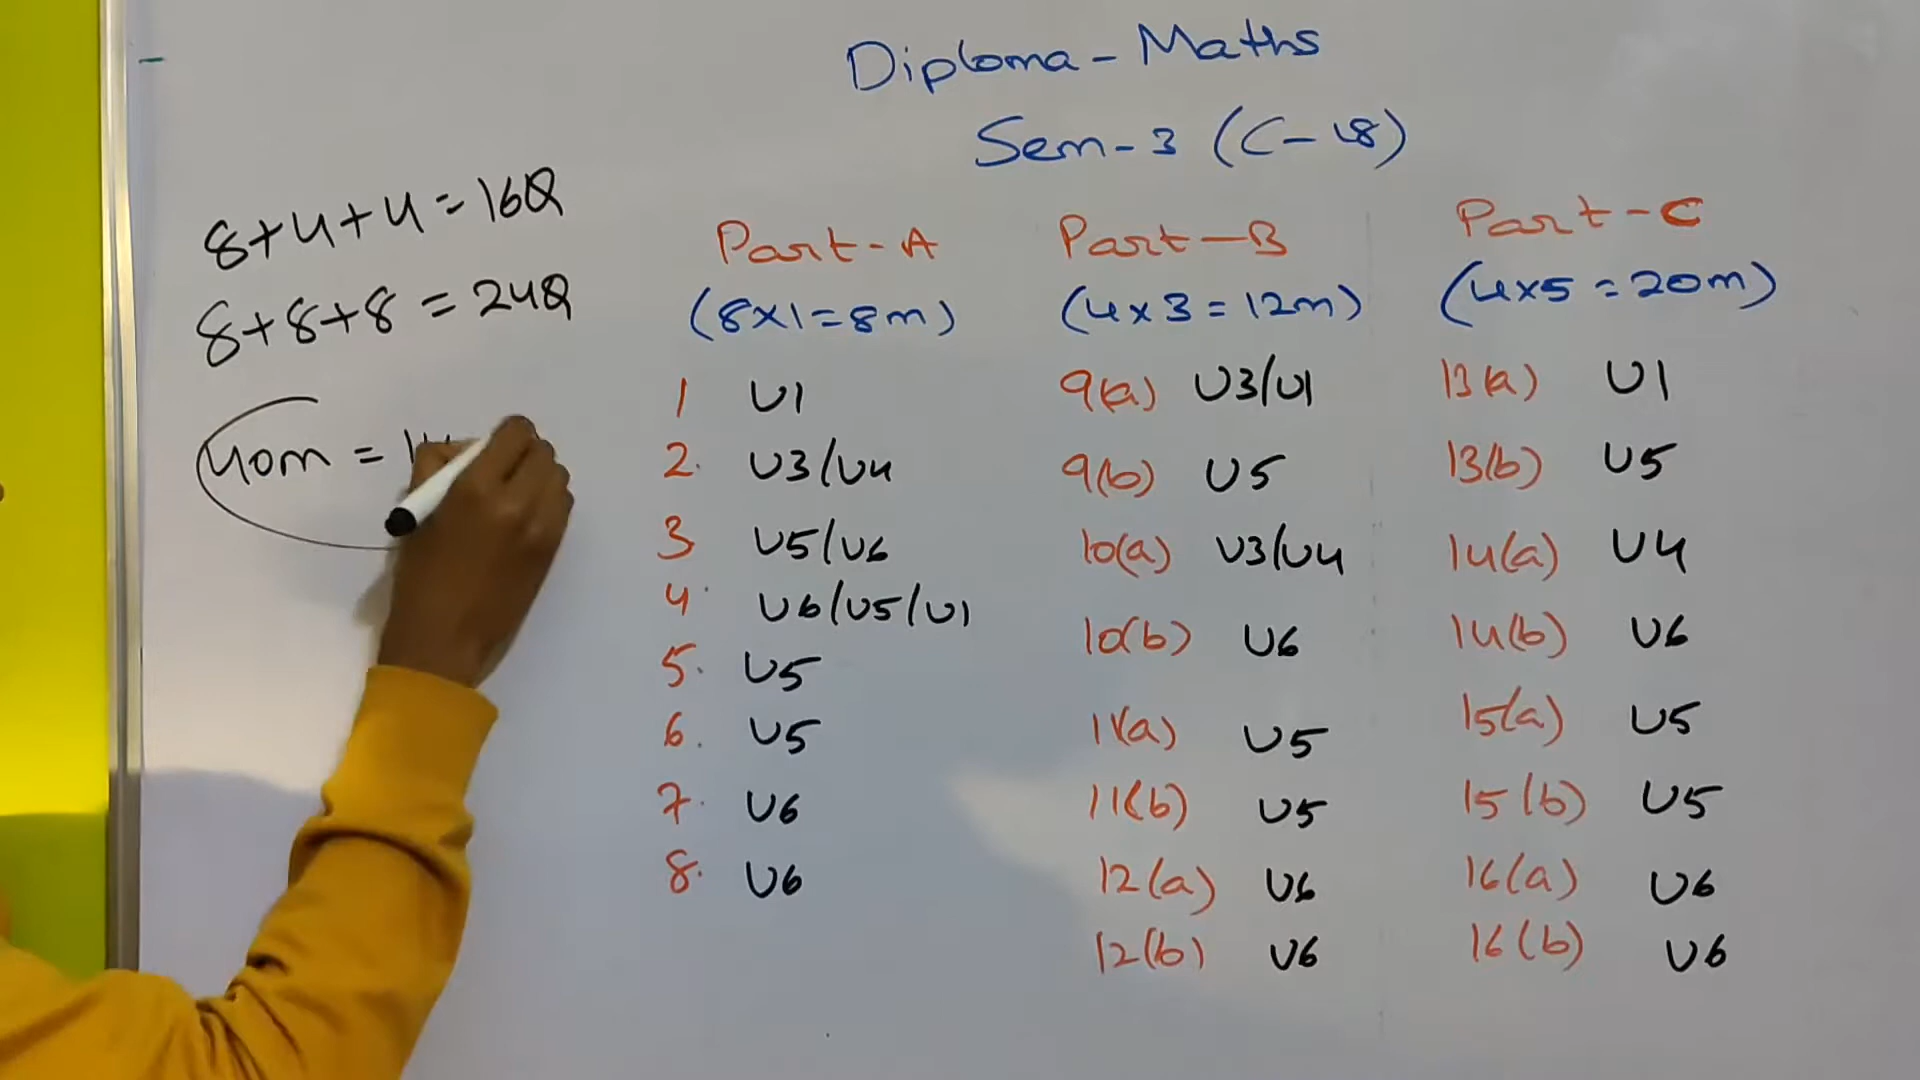 Diploma - Maths
Sem - 3 (C-18)
8+4+4 = 16Q
8+8+8 = 24Q
40m =
Part-A
(8x1=8m)
1 U1
2. U3/U4
3 U5/U6
4. U6/U5/U1
5. U5
6. U5
7. U6
8. U6
Part-B
(4x3=12m)
9(a) U3/U1
9(b) U5
10(a) U3/U4
10(b) U6
11(a) U5
11(b) U5
12(a) U6
12(b) U6
Part-C
(4x5=20m)
13(a) U1
13(b) U5
14(a) U4
14(b) U6
15(a) U5
15(b) U5
16(a) U6
16(b) U6